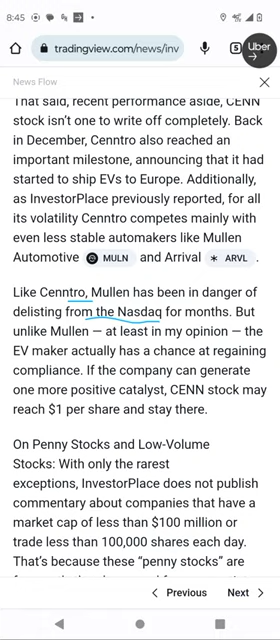 8:45
4G
tradingview.com/news/inv
5
Uber
News Flow
That said, recent performance aside, CENN
stock isn't one to write off completely. Back
in December, Cenntro also reached an
important milestone, announcing that it had
started to ship EVs to Europe. Additionally,
as InvestorPlace previously reported, for all
its volatility Cenntro competes mainly with
even less stable automakers like Mullen
Automotive MULN and Arrival ARVL .
Like Cenntro, Mullen has been in danger of
delisting from the Nasdaq for months. But
unlike Mullen — at least in my opinion — the
EV maker actually has a chance at regaining
compliance. If the company can generate
one more positive catalyst, CENN stock may
reach $1 per share and stay there.
On Penny Stocks and Low-Volume
Stocks: With only the rarest
exceptions, InvestorPlace does not publish
commentary about companies that have a
market cap of less than $100 million or
trade less than 100,000 shares each day.
That's because these “penny stocks” are
Previous Next